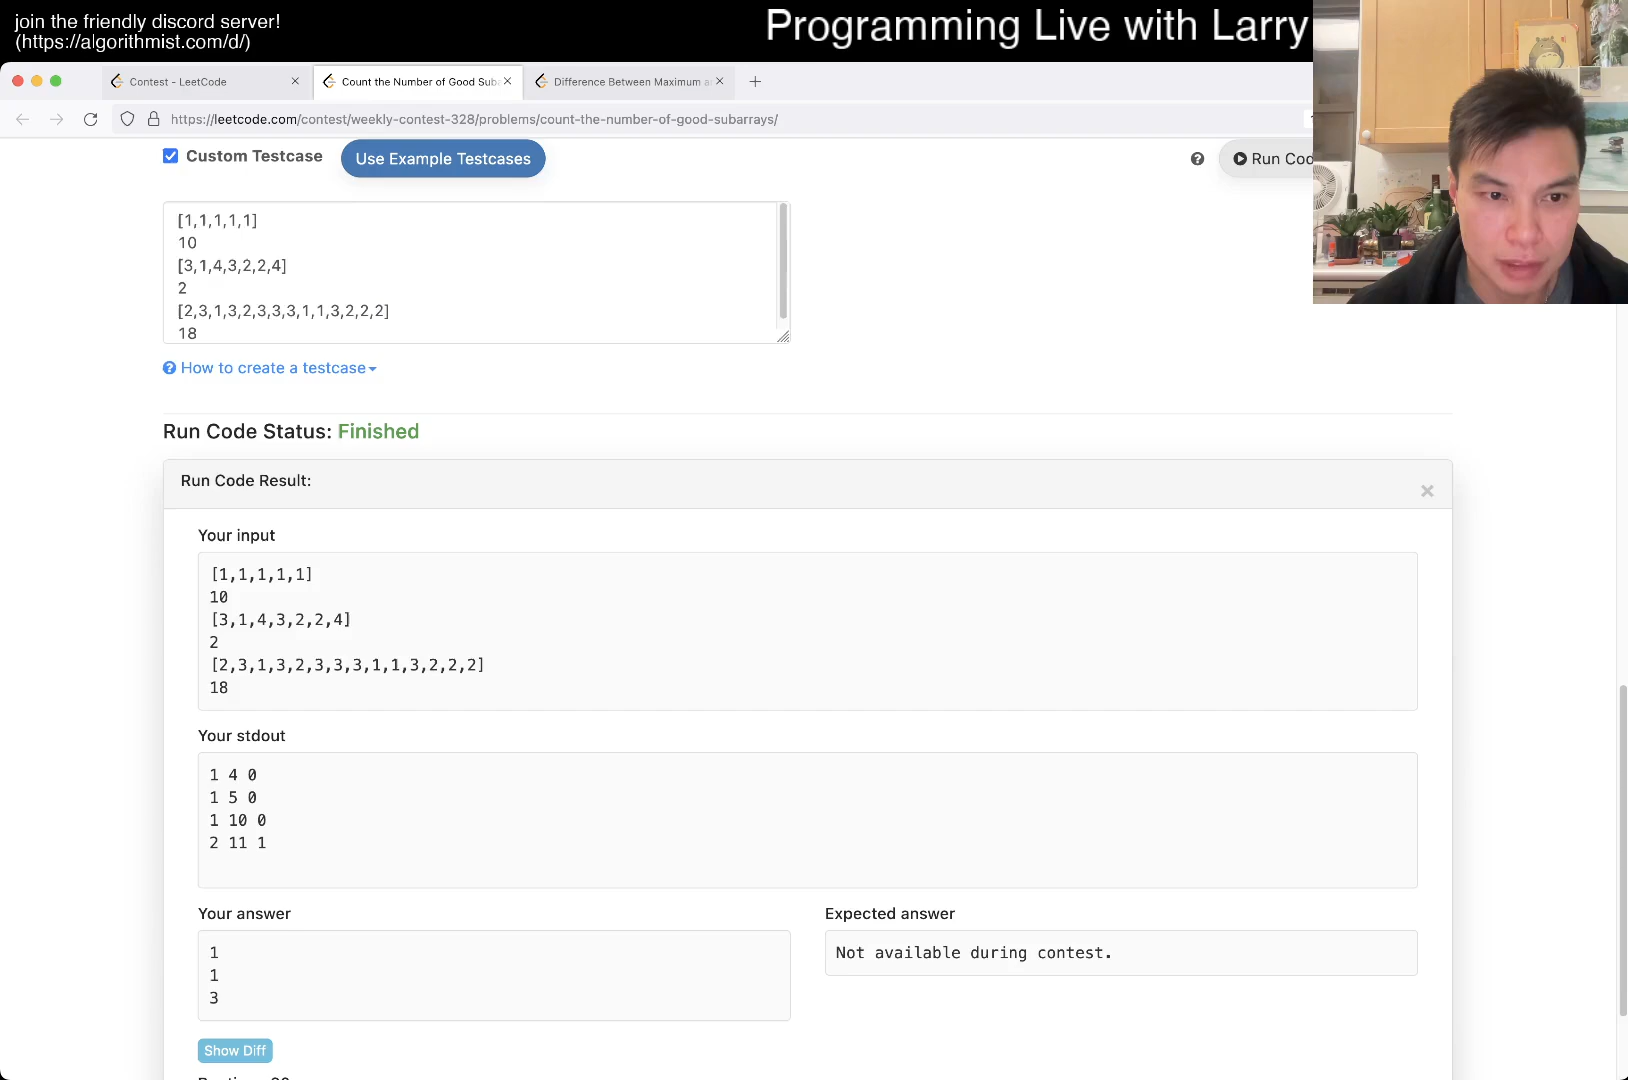 join the friendly discord server!
(https://algorithmist.com/d/)
Programming Live with Larry
Contest - LeetCode
Count the Number of Good Sub
Difference Between Maximum a
https://leetcode.com/contest/weekly-contest-328/problems/count-the-number-of-good-subarrays/
Custom Testcase
Use Example Testcases
Run Coo
[1,1,1,1,1]
10
[3,1,4,3,2,2,4]
2
[2,3,1,3,2,3,3,3,1,1,3,2,2,2]
18
How to create a testcase
Run Code Status: Finished
Run Code Result:
Your input
[1,1,1,1,1]
10
[3,1,4,3,2,2,4]
2
[2,3,1,3,2,3,3,3,1,1,3,2,2,2]
18
Your stdout
1 4 0
1 5 0
1 10 0
2 11 1
Your answer
Expected answer
1
1
3
Not available during contest.
Show Diff